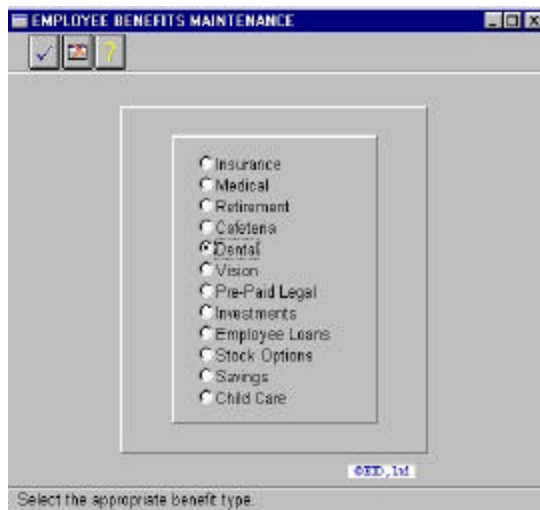 EMPLOYEE BENEFITS MAINTENANCE
?
Insurance
Medical
Retirement
Cafeteria
Dental
Vision
Pre-Paid Legal
Investments
Employee Loans
Stock Options
Savings
Child Care
Select the appropriate benefit type.